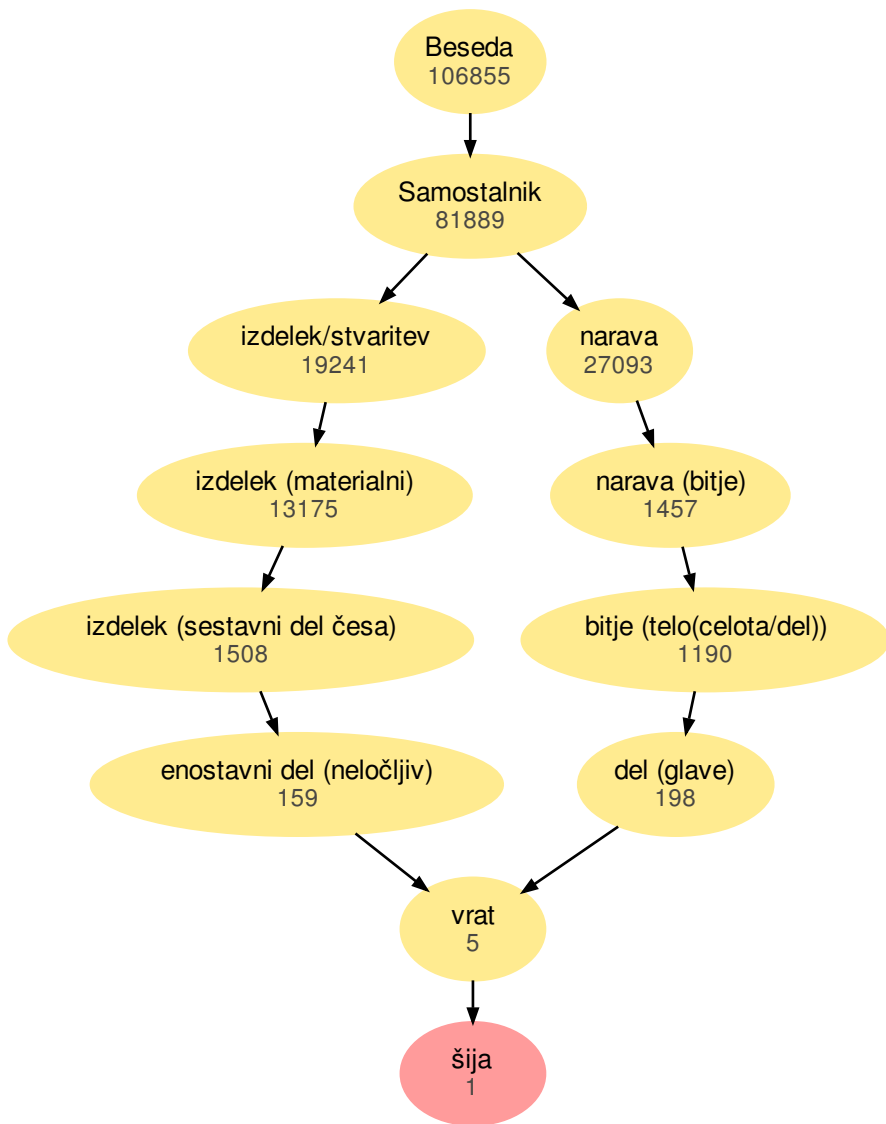 Beseda
106855
Samostalnik
81889
izdelek/stvaritev
19241
narava
27093
izdelek (materialni)
13175
narava (bitje)
1457
izdelek (sestavni del česa)
1508
bitje (telo(celota/del))
1190
enostavni del (neločljiv)
159
del (glave)
198
vrat
5
šija
1